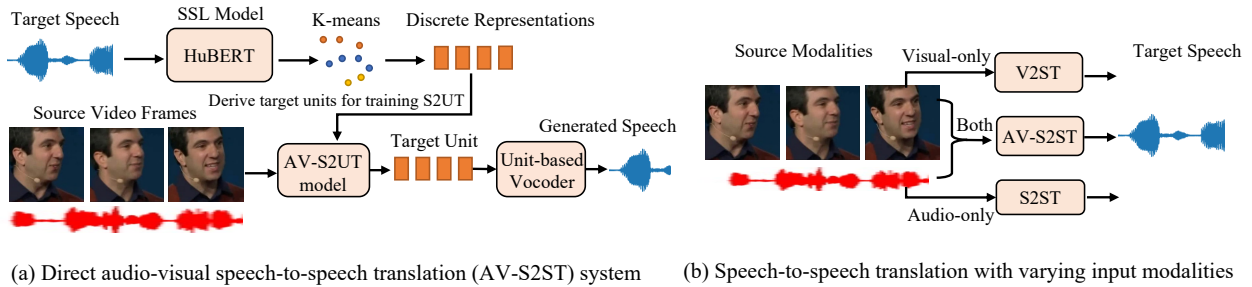 Target Speech
SSL Model
HuBERT
K-means
Discrete Representations
Derive target units for training S2UT
Source Video Frames
AV-S2UT
model
Target Unit
Unit-based
Vocoder
Generated Speech
(a) Direct audio-visual speech-to-speech translation (AV-S2ST) system
Source Modalities
Visual-only
V2ST
Both
AV-S2ST
Audio-only
S2ST
Target Speech
(b) Speech-to-speech translation with varying input modalities